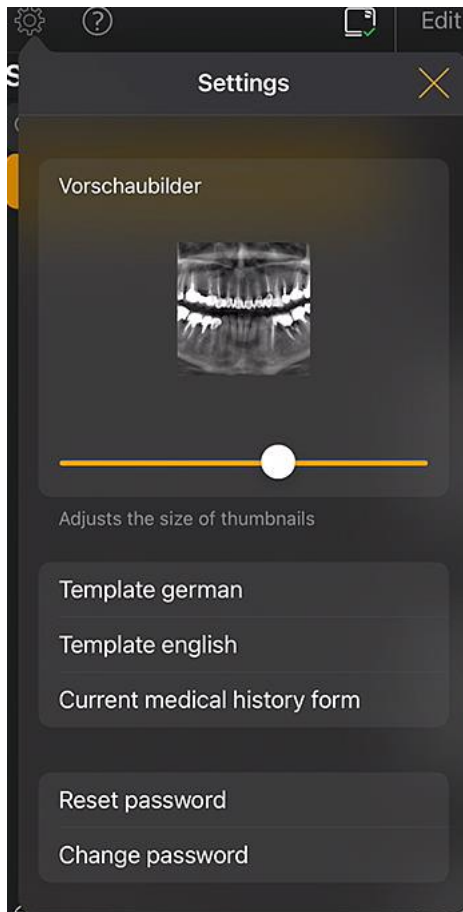 ?
Edit
S
Settings
Vorschaubilder
Adjusts the size of thumbnails
Template german
Template english
Current medical history form
Reset password
Change password